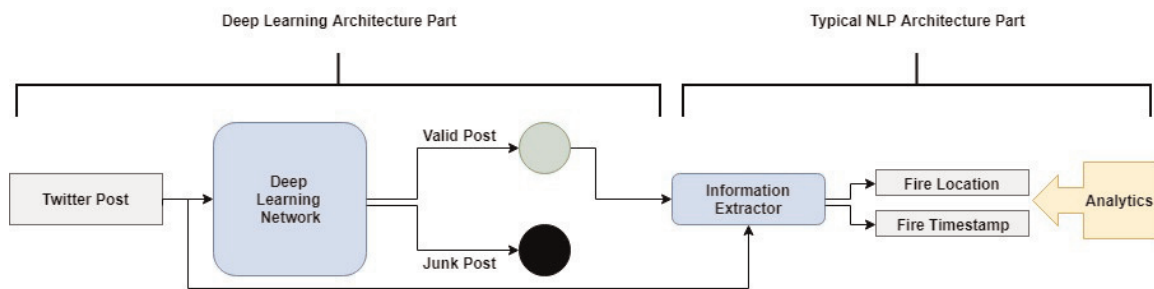 Deep Learning Architecture Part
Typical NLP Architecture Part
Twitter Post
Deep
Learning
Network
Valid Post
Junk Post
Information
Extractor
Fire Location
Fire Timestamp
Analytics